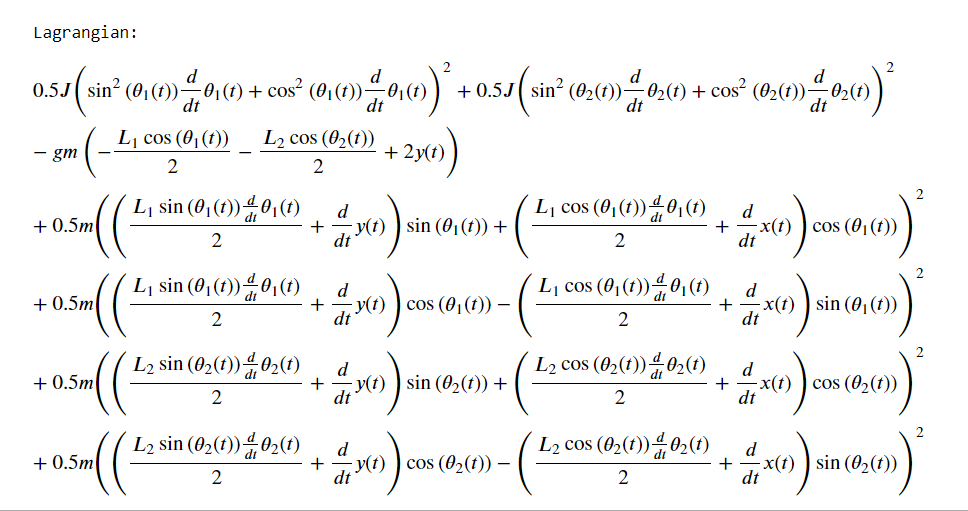 Lagrangian:
0.5J(sin² (θ₁(t)) d/dt θ₁(t) + cos² (θ₁(t)) d/dt θ₁(t))² + 0.5J(sin² (θ₂(t)) d/dt θ₂(t) + cos² (θ₂(t)) d/dt θ₂(t))²
− gm(−L₁ cos (θ₁(t))/2 − L₂ cos (θ₂(t))/2 + 2y(t))
+ 0.5m((L₁ sin (θ₁(t)) d/dt θ₁(t)/2 + d/dt y(t)) sin (θ₁(t)) + (L₁ cos (θ₁(t)) d/dt θ₁(t)/2 + d/dt x(t)) cos (θ₁(t)))²
+ 0.5m((L₁ sin (θ₁(t)) d/dt θ₁(t)/2 + d/dt y(t)) cos (θ₁(t)) − (L₁ cos (θ₁(t)) d/dt θ₁(t)/2 + d/dt x(t)) sin (θ₁(t)))²
+ 0.5m((L₂ sin (θ₂(t)) d/dt θ₂(t)/2 + d/dt y(t)) sin (θ₂(t)) + (L₂ cos (θ₂(t)) d/dt θ₂(t)/2 + d/dt x(t)) cos (θ₂(t)))²
+ 0.5m((L₂ sin (θ₂(t)) d/dt θ₂(t)/2 + d/dt y(t)) cos (θ₂(t)) − (L₂ cos (θ₂(t)) d/dt θ₂(t)/2 + d/dt x(t)) sin (θ₂(t)))²